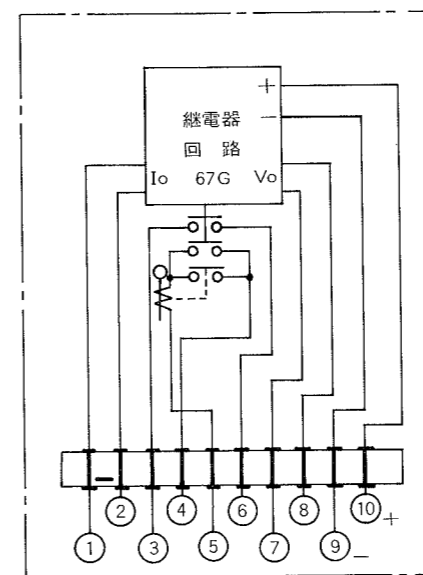 +
継電器
−
回 路
Io 67G Vo
② ④ ⑥ ⑧ ⑩ +
① ③ ⑤ ⑦ ⑨ −